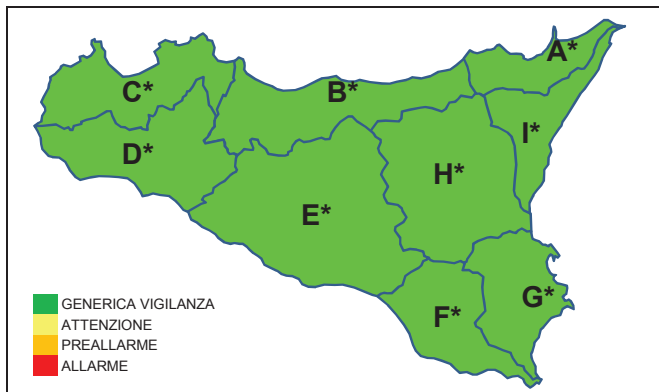 A*
C*
B*
I*
D*
H*
E*
G*
F*
GENERICA VIGILANZA
ATTENZIONE
PREALLARME
ALLARME